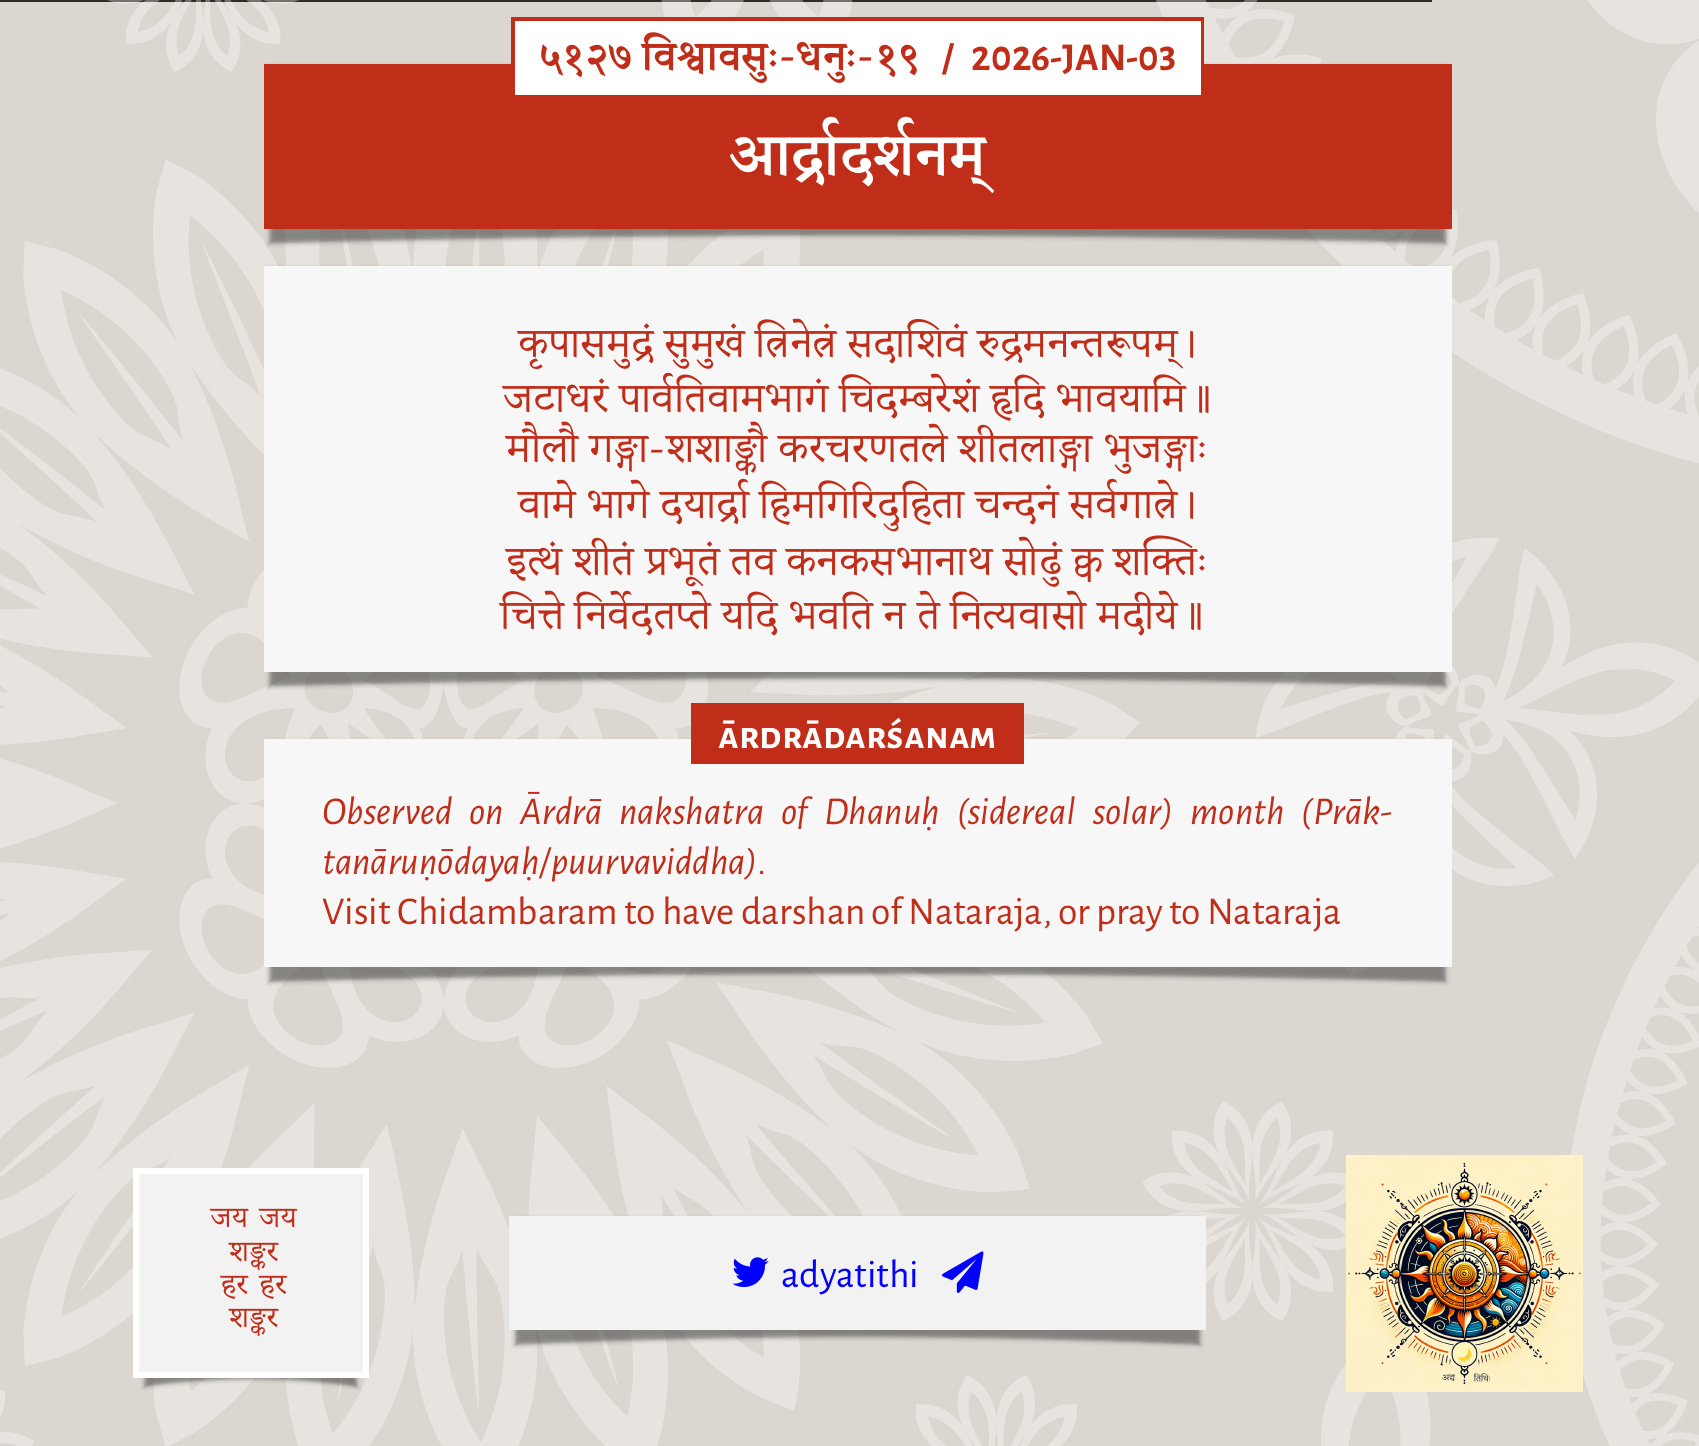 ५१२७ विश्वावसुः-धनुः-१९ / 2026-JAN-03
आर्द्रादर्शनम्
कृपासमुद्रं सुमुखं त्रिनेत्रं सदाशिवं रुद्रमनन्तरूपम्।
जटाधरं पार्वतिवामभागं चिदम्बरेशं हृदि भावयामि॥
मौलौ गङ्गा-शशाङ्कौ करचरणतले शीतलाङ्गा भुजङ्गाः
वामे भागे दयार्द्रा हिमगिरिदुहिता चन्दनं सर्वगात्रे।
इत्थं शीतं प्रभूतं तव कनकसभानाथ सोढुं क्व शक्तिः
चित्ते निर्वेदतप्ते यदि भवति न ते नित्यवासो मदीये॥
ĀRDRĀDARŚANAM
Observed on Ārdrā nakshatra of Dhanuḥ (sidereal solar) month (Prāk-
tanāruṇōdayaḥ/puurvaviddha).
Visit Chidambaram to have darshan of Nataraja, or pray to Nataraja
जय जय
शङ्कर
हर हर
शङ्कर
adyatithi
अद्य तिथिः